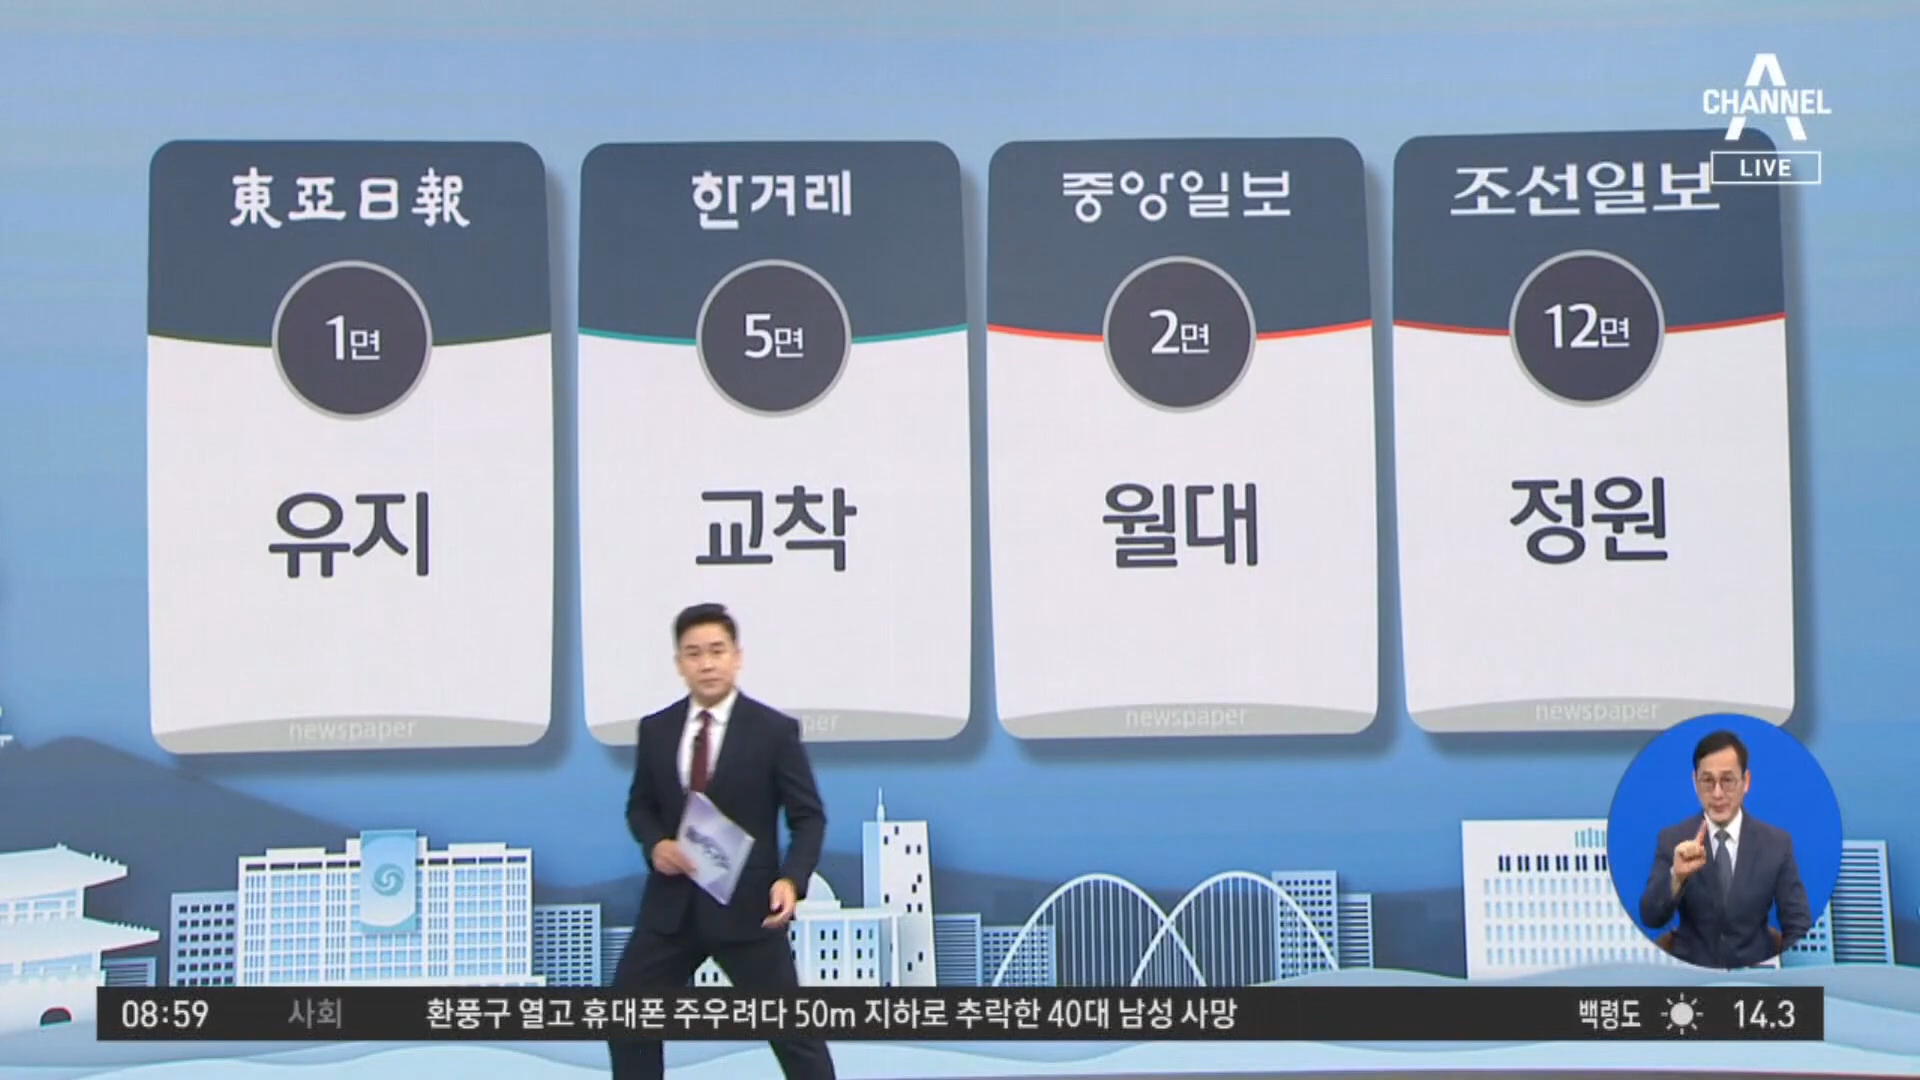 CHANNEL A
LIVE
東亞日報
1면
유지
newspaper
한겨레
5면
교착
per
중앙일보
2면
월대
newspaper
조선일보
12면
정원
newspaper
08:59 사회 환풍구 열고 휴대폰 주우려다 50m 지하로 추락한 40대 남성 사망 백령도 14.3